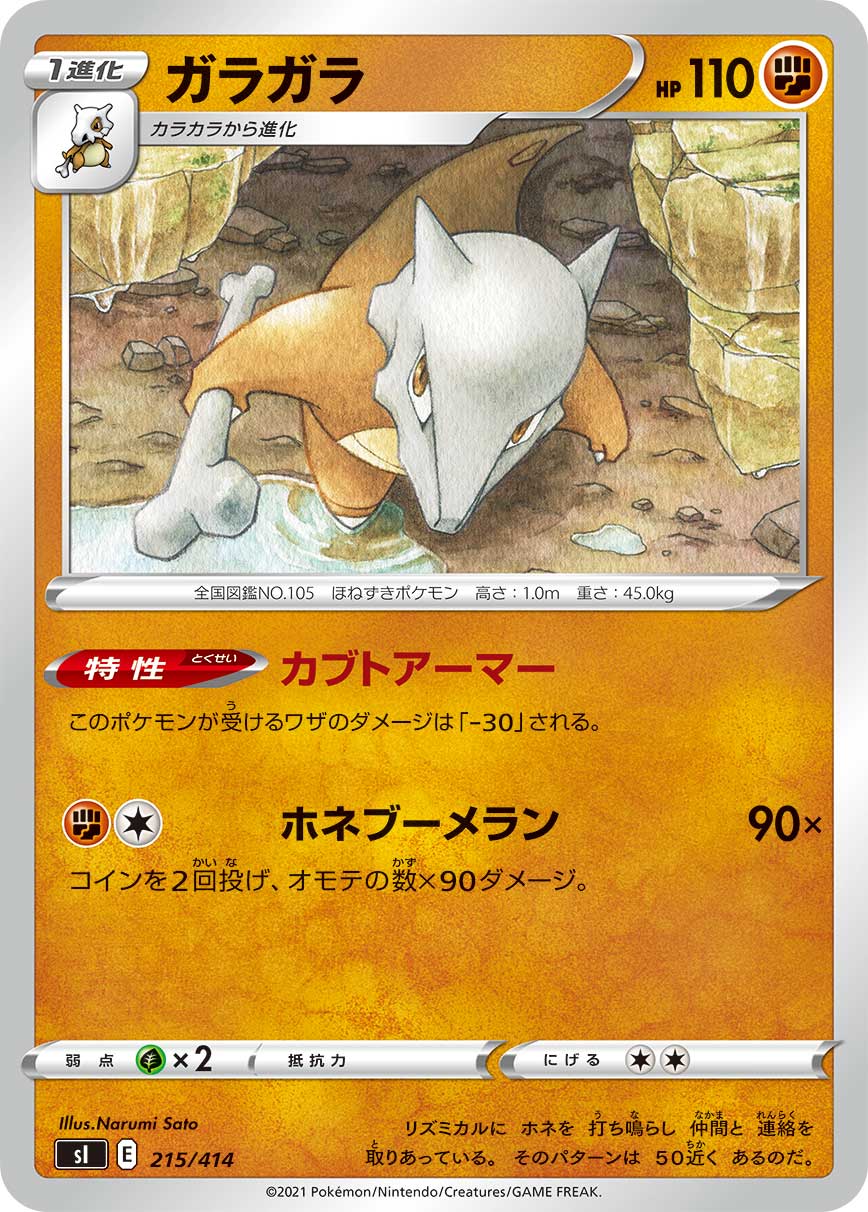 1進化
ガラガラ
HP 110
カラカラから進化
全国図鑑NO.105 ほねずきポケモン 高さ:1.0m 重さ:45.0kg
特性 とくせい
カブトアーマー
う
このポケモンが受けるワザのダメージは「-30」される。
ホネブーメラン 90×
かい な かず
コインを2回投げ、オモテの数×90ダメージ。
弱点 ×2 抵抗力 にげる
Illus.Narumi Sato
sI E 215/414
う な なかま れんらく
リズミカルに ホネを 打ち鳴らし 仲間と 連絡を
と ちか
取りあっている。 そのパターンは 50近く あるのだ。
©2021 Pokémon/Nintendo/Creatures/GAME FREAK.